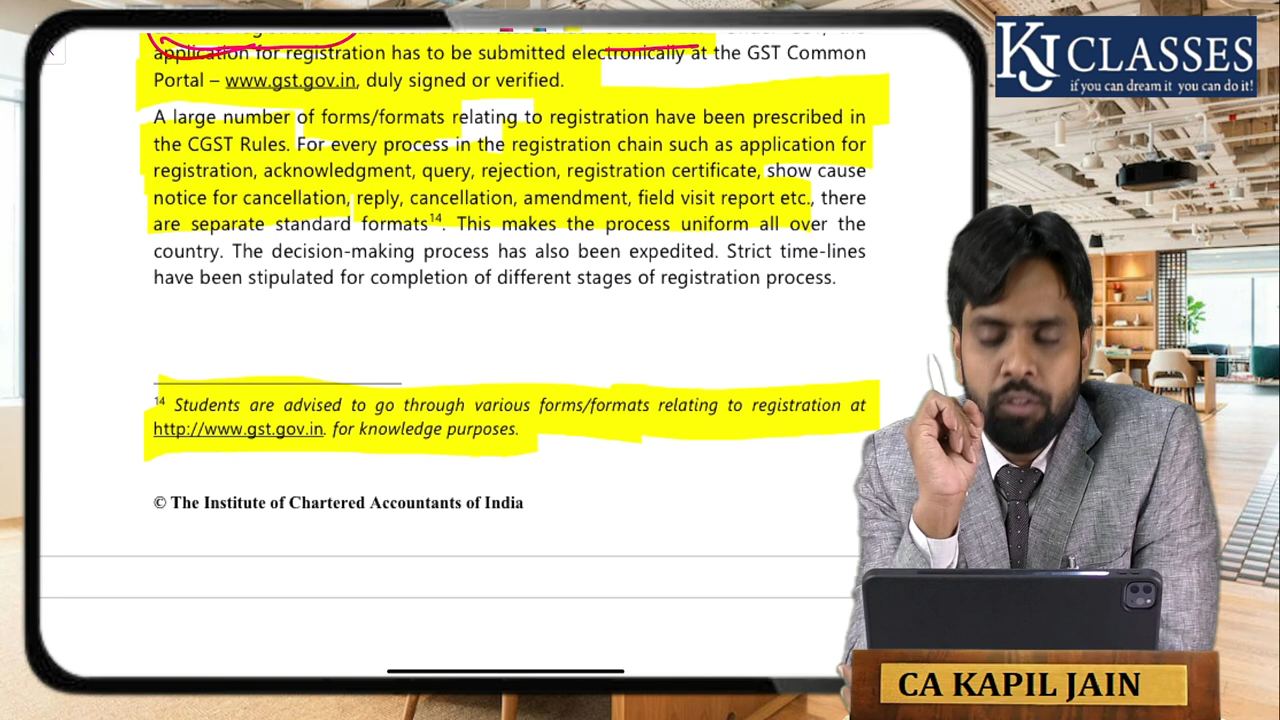 application for registration has to be submitted electronically at the GST Common
Portal – www.gst.gov.in, duly signed or verified.
A large number of forms/formats relating to registration have been prescribed in
the CGST Rules. For every process in the registration chain such as application for
registration, acknowledgment, query, rejection, registration certificate, show cause
notice for cancellation, reply, cancellation, amendment, field visit report etc., there
are separate standard formats14. This makes the process uniform all over the
country. The decision-making process has also been expedited. Strict time-lines
have been stipulated for completion of different stages of registration process.
14 Students are advised to go through various forms/formats relating to registration at
http://www.gst.gov.in. for knowledge purposes.
© The Institute of Chartered Accountants of India
KJ CLASSES
if you can dream it you can do it!
CA KAPIL JAIN